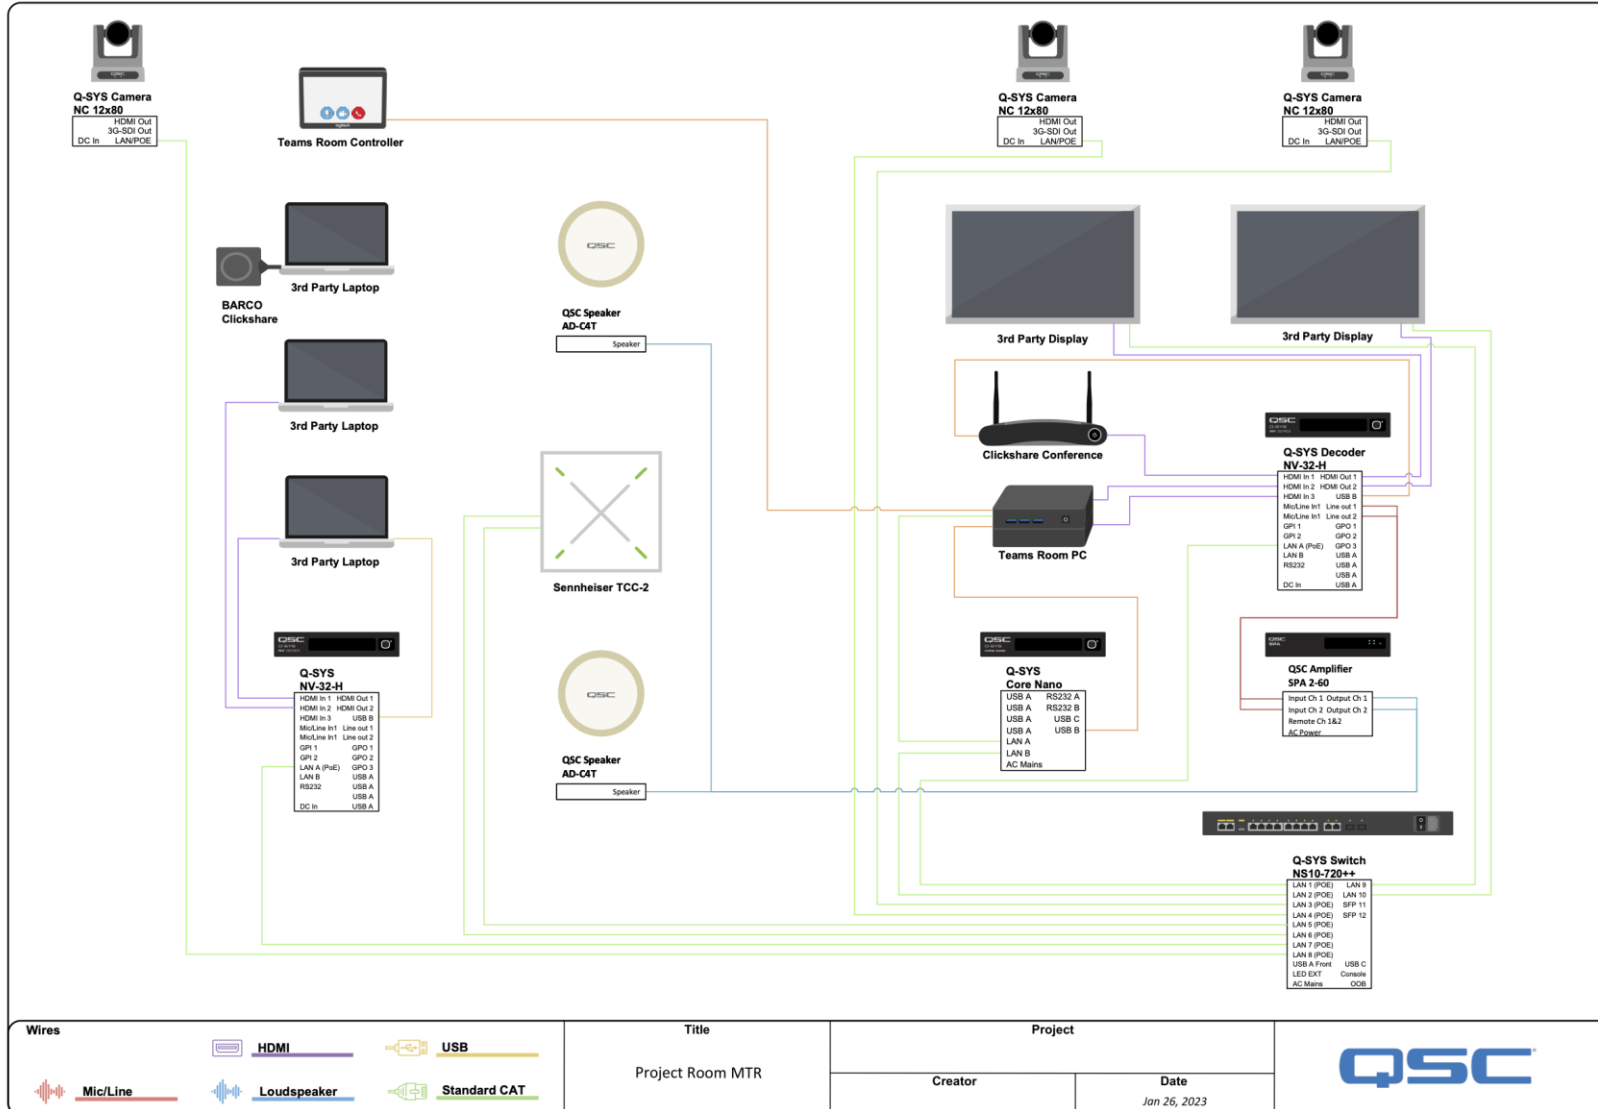 Q-SYS Camera
NC 12x80
HDMI Out
3G-SDI Out
DC In LAN/POE
Teams Room Controller
Q-SYS Camera
NC 12x80
HDMI Out
3G-SDI Out
DC In LAN/POE
Q-SYS Camera
NC 12x80
HDMI Out
3G-SDI Out
DC In LAN/POE
3rd Party Laptop
BARCO
Clickshare
QSC
QSC Speaker
AD-C4T
Speaker
3rd Party Display
3rd Party Display
3rd Party Laptop
Clickshare Conference
QSC
Q-SYS Decoder
NV-32-H
HDMI In 1 HDMI Out 1
HDMI In 2 HDMI Out 2
HDMI In 3 USB B
Mic/Line In1 Line out 1
Mic/Line In1 Line out 2
GPI 1 GPO 1
GPI 2 GPO 2
LAN A (PoE) GPO 3
LAN B USB A
RS232 USB A
USB A
DC In USB A
3rd Party Laptop
Sennheiser TCC-2
Teams Room PC
QSC
Q-SYS
NV-32-H
HDMI In 1 HDMI Out 1
HDMI In 2 HDMI Out 2
HDMI In 3 USB B
Mic/Line In1 Line out 1
Mic/Line In1 Line out 2
GPI 1 GPO 1
GPI 2 GPO 2
LAN A (PoE) GPO 3
LAN B USB A
RS232 USB A
USB A
DC In USB A
QSC
QSC Speaker
AD-C4T
Speaker
QSC
Q-SYS
Core Nano
USB A RS232 A
USB A RS232 B
USB A USB C
USB A USB B
LAN A
LAN B
AC Mains
QSC
SPA
QSC Amplifier
SPA 2-60
Input Ch 1 Output Ch 1
Input Ch 2 Output Ch 2
Remote Ch 1&2
AC Power
Q-SYS Switch
NS10-720++
LAN 1 (POE) LAN 9
LAN 2 (POE) LAN 10
LAN 3 (POE) SFP 11
LAN 4 (POE) SFP 12
LAN 5 (POE)
LAN 6 (POE)
LAN 7 (POE)
LAN 8 (POE)
USB A Front USB C
LED EXT Console
AC Mains OOB
Wires
HDMI
USB
Mic/Line
Loudspeaker
Standard CAT
Title
Project Room MTR
Project
Creator
Date
Jan 26, 2023
QSC